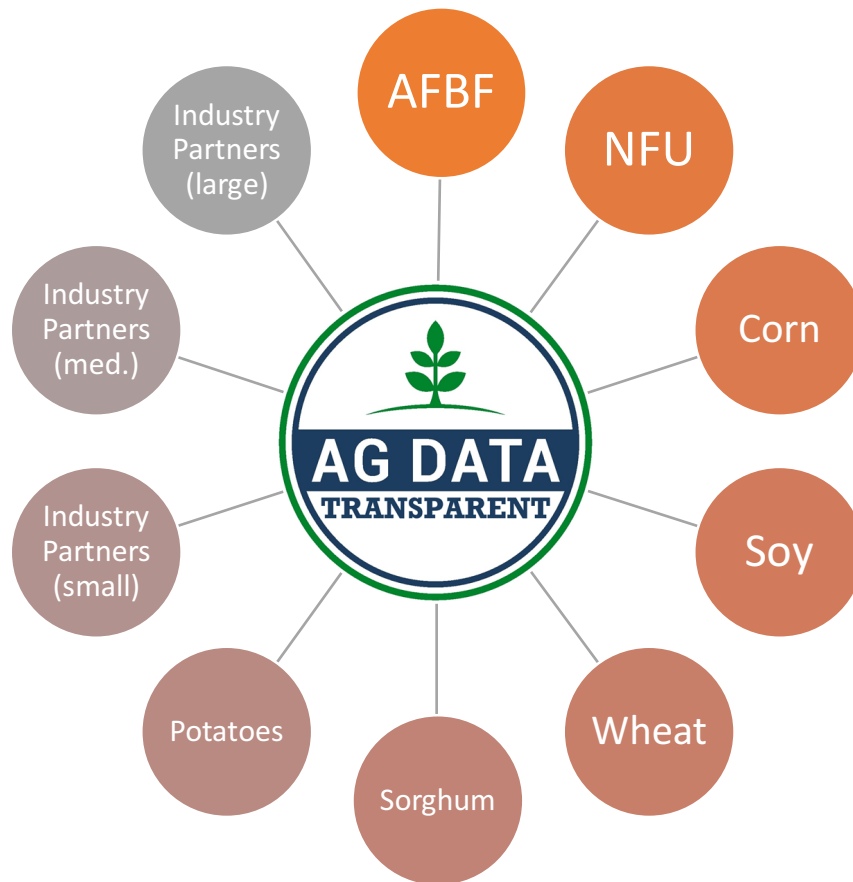 AFBF
NFU
Corn
Soy
Wheat
Sorghum
Potatoes
Industry
Partners
(small)
Industry
Partners
(med.)
Industry
Partners
(large)
AG DATA
TRANSPARENT